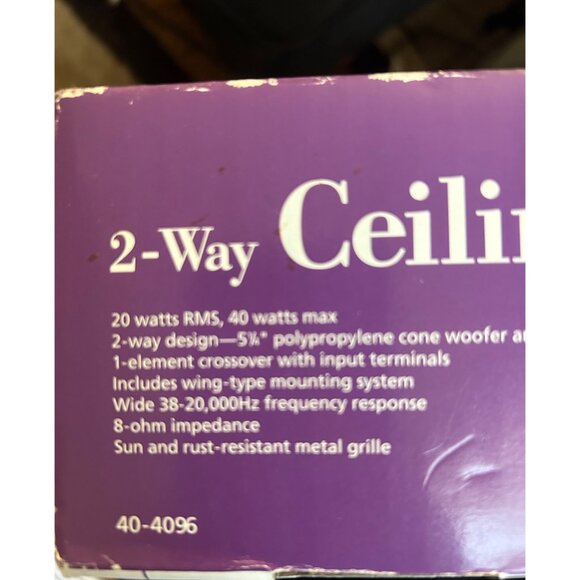 2-Way Ceilin
20 watts RMS, 40 watts max
2-way design—5¼" polypropylene cone woofer an
1-element crossover with input terminals
Includes wing-type mounting system
Wide 38-20,000Hz frequency response
8-ohm impedance
Sun and rust-resistant metal grille
40-4096